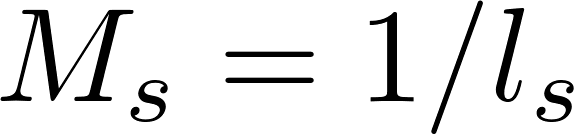 M_s = 1/l_s